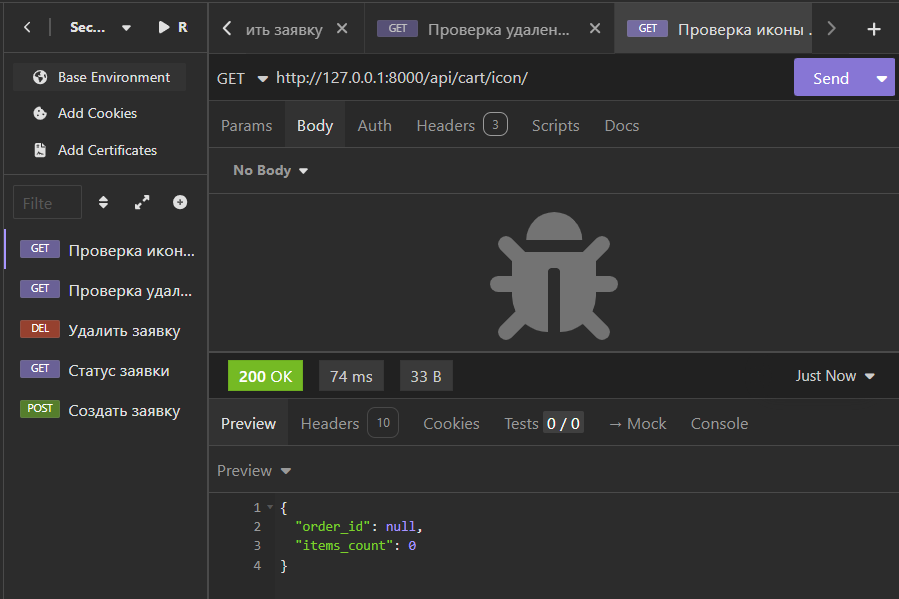 Sec...
R
Base Environment
Add Cookies
Add Certificates
Filte
GET Проверка икон...
GET Проверка удал...
DEL Удалить заявку
GET Статус заявки
POST Создать заявку
ить заявку
GET Проверка удален...
GET Проверка иконы .
GET http://127.0.0.1:8000/api/cart/icon/
Send
Params Body Auth Headers 3 Scripts Docs
No Body
200 OK 74 ms 33 B Just Now
Preview Headers 10 Cookies Tests 0 / 0 → Mock Console
Preview
1 {
2 "order_id": null,
3 "items_count": 0
4 }